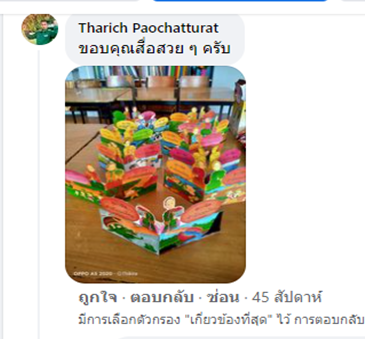 Tharich Paochatturat
ขอบคุณสื่อสวย ๆ ครับ
ถูกใจ · ตอบกลับ · ซ่อน · 45 สัปดาห์
มีการเลือกตัวกรอง "เกี่ยวข้องที่สุด" ไว้ การตอบกลับ